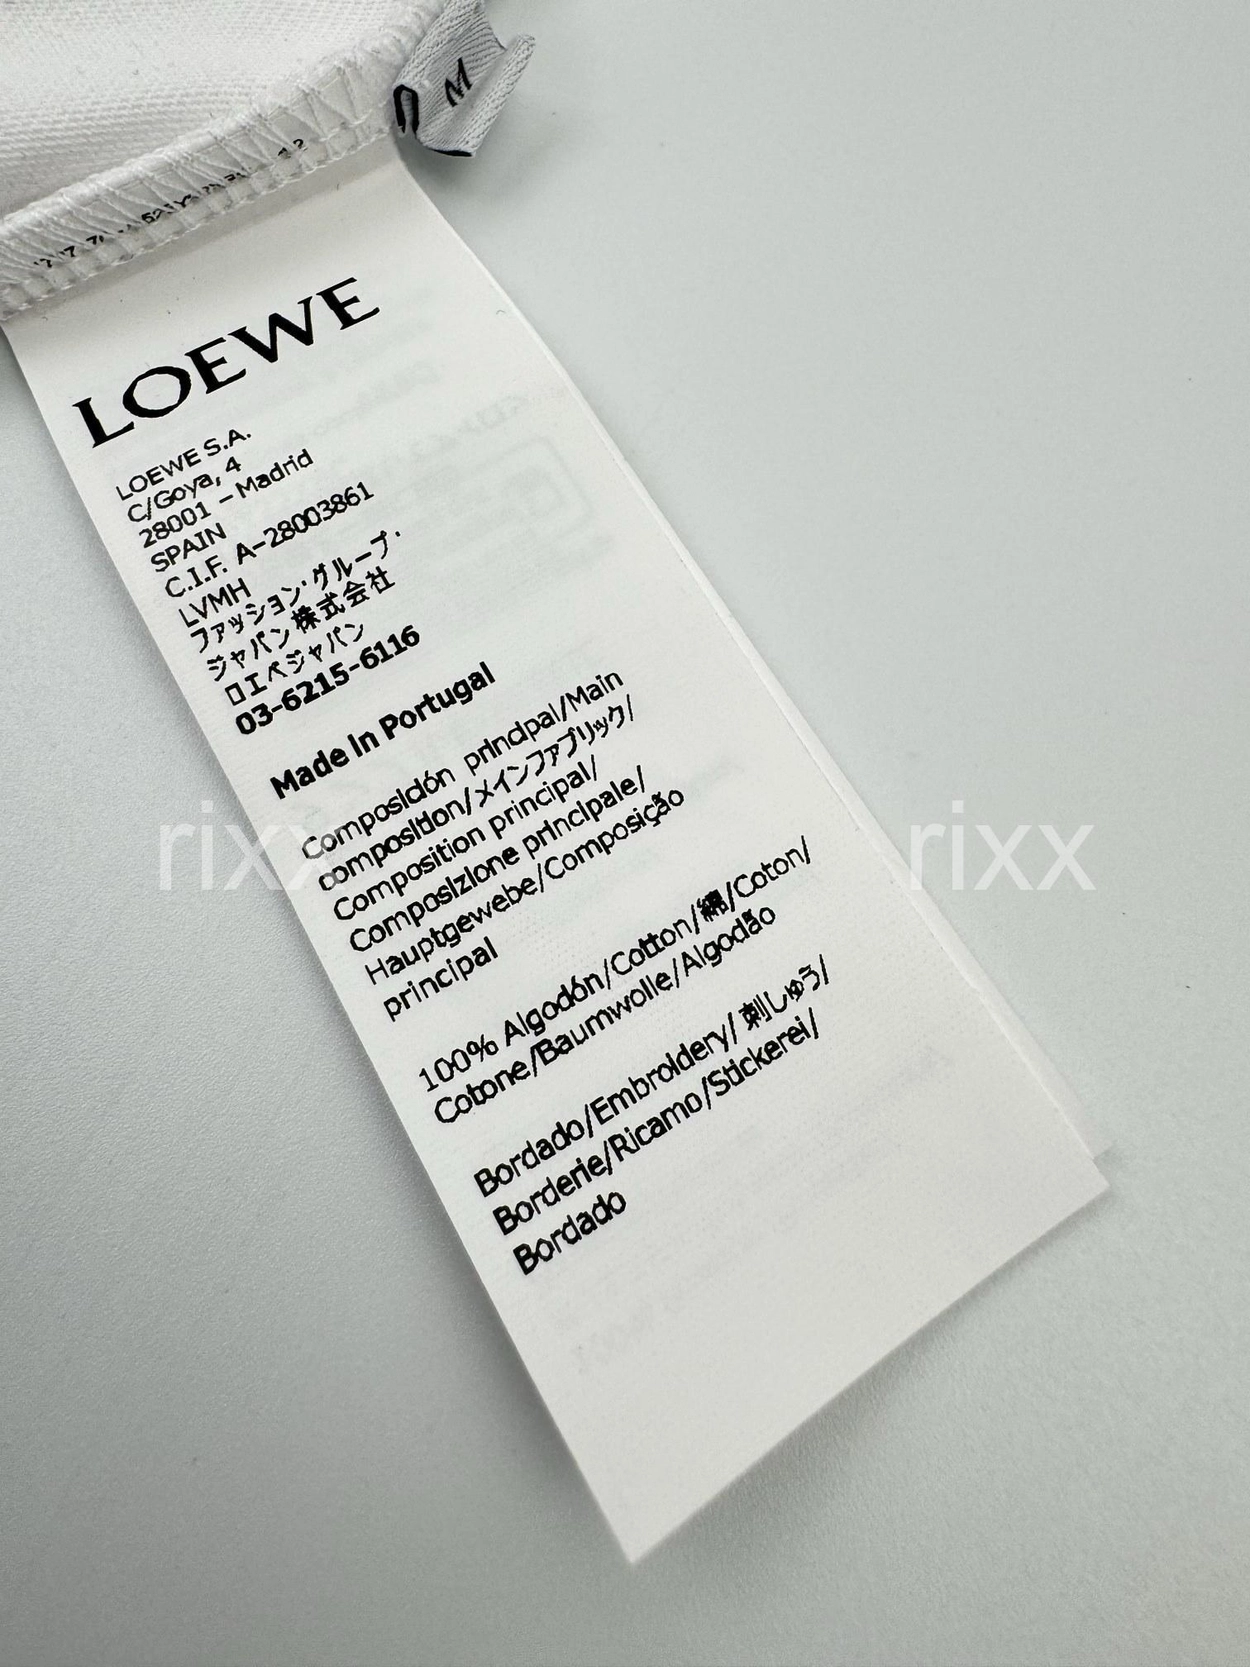 M
LOEWE
LOEWE S.A.
C/Goya, 4
28001 – Madrid
SPAIN
C.I.F. A-28003861
LVMH
ファッション・グループ・
ジャパン株式会社
ロエベジャパン
03-6215-6116
Made in Portugal
Composición principal/Main
composition/メインファブリック/
Composition principal/
Composizione principale/
Hauptgewebe/Composição
principal
100% Algodón/Cotton/綿/Coton/
Cotone/Baumwolle/Algodão
Bordado/Embroidery/刺しゅう/
Borderie/Ricamo/Stickerei/
Bordado
rixx
rixx